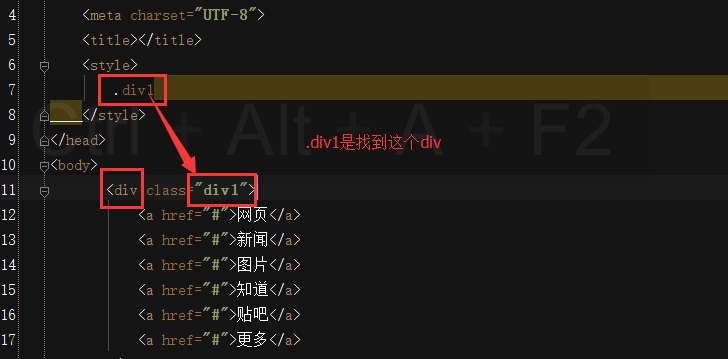 4 <meta charset="UTF-8">
5 <title></title>
6 <style>
7 .div1
8 </style>
Ctrl + Alt + A + F2
9 </head>
.div1是找到这个div
10 <body>
11 <div class="div1">
12 <a href="#">网页</a>
13 <a href="#">新闻</a>
14 <a href="#">图片</a>
15 <a href="#">知道</a>
16 <a href="#">贴吧</a>
17 <a href="#">更多</a>